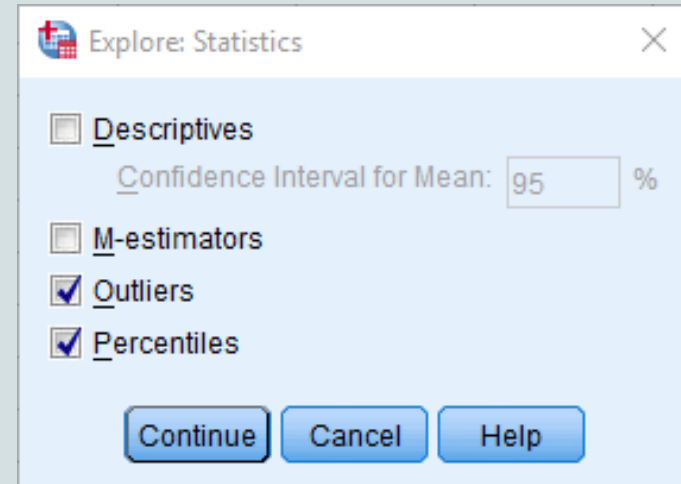 Explore: Statistics
Descriptives
Confidence Interval for Mean: 95 %
M-estimators
Outliers
Percentiles
Continue Cancel Help